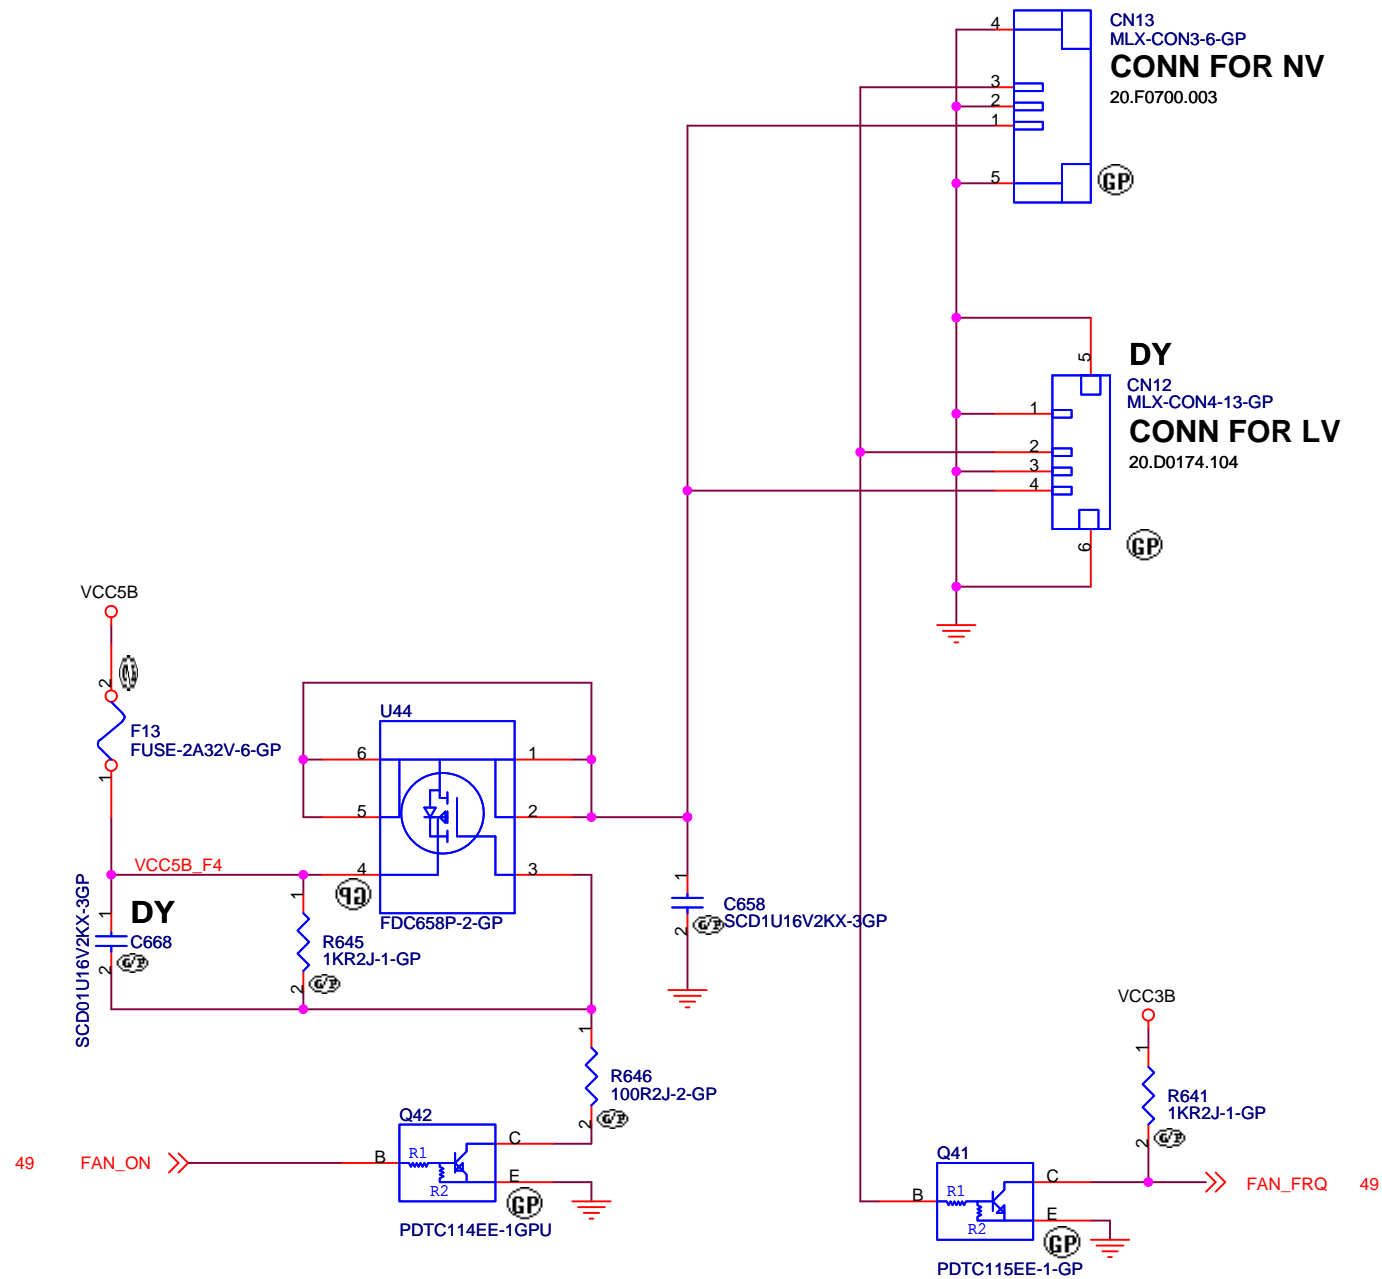 CN13
MLX-CON3-6-GP
CONN FOR NV
20.F0700.003
4
3
2
1
5
GP
DY
CN12
MLX-CON4-13-GP
CONN FOR LV
20.D0174.104
5
1
2
3
4
6
GP
VCC5B
2
F13
FUSE-2A32V-6-GP
1
U44
6
5
4
1
2
3
GP
FDC658P-2-GP
VCC5B_F4
SCD01U16V2KX-3GP
1
DY
C668
2
G/P
1
R645
1KR2J-1-GP
2
G/P
1
C658
SCD1U16V2KX-3GP
2
G/P
1
R646
100R2J-2-GP
2
G/P
Q42
B
R1
R2
C
E
GP
PDTC114EE-1GPU
49 FAN_ON
VCC3B
1
R641
1KR2J-1-GP
2
G/P
Q41
B
R1
R2
C
E
GP
PDTC115EE-1-GP
FAN_FRQ 49